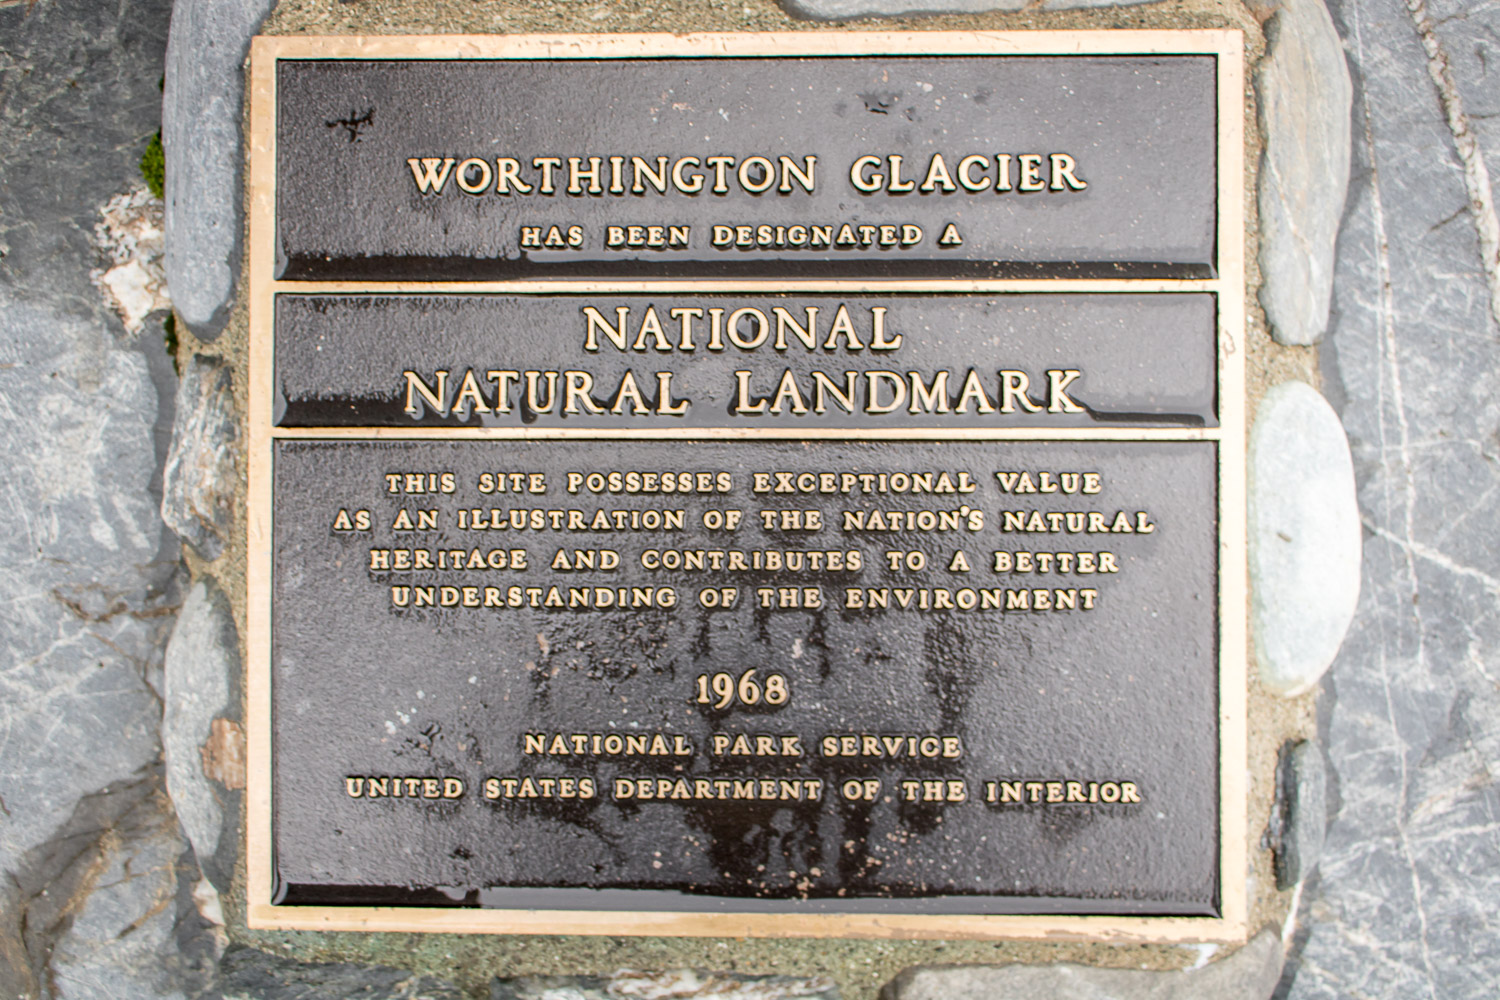 WORTHINGTON GLACIER
HAS BEEN DESIGNATED A
NATIONAL
NATURAL LANDMARK
THIS SITE POSSESSES EXCEPTIONAL VALUE
AS AN ILLUSTRATION OF THE NATION'S NATURAL
HERITAGE AND CONTRIBUTES TO A BETTER
UNDERSTANDING OF THE ENVIRONMENT
1968
NATIONAL PARK SERVICE
UNITED STATES DEPARTMENT OF THE INTERIOR